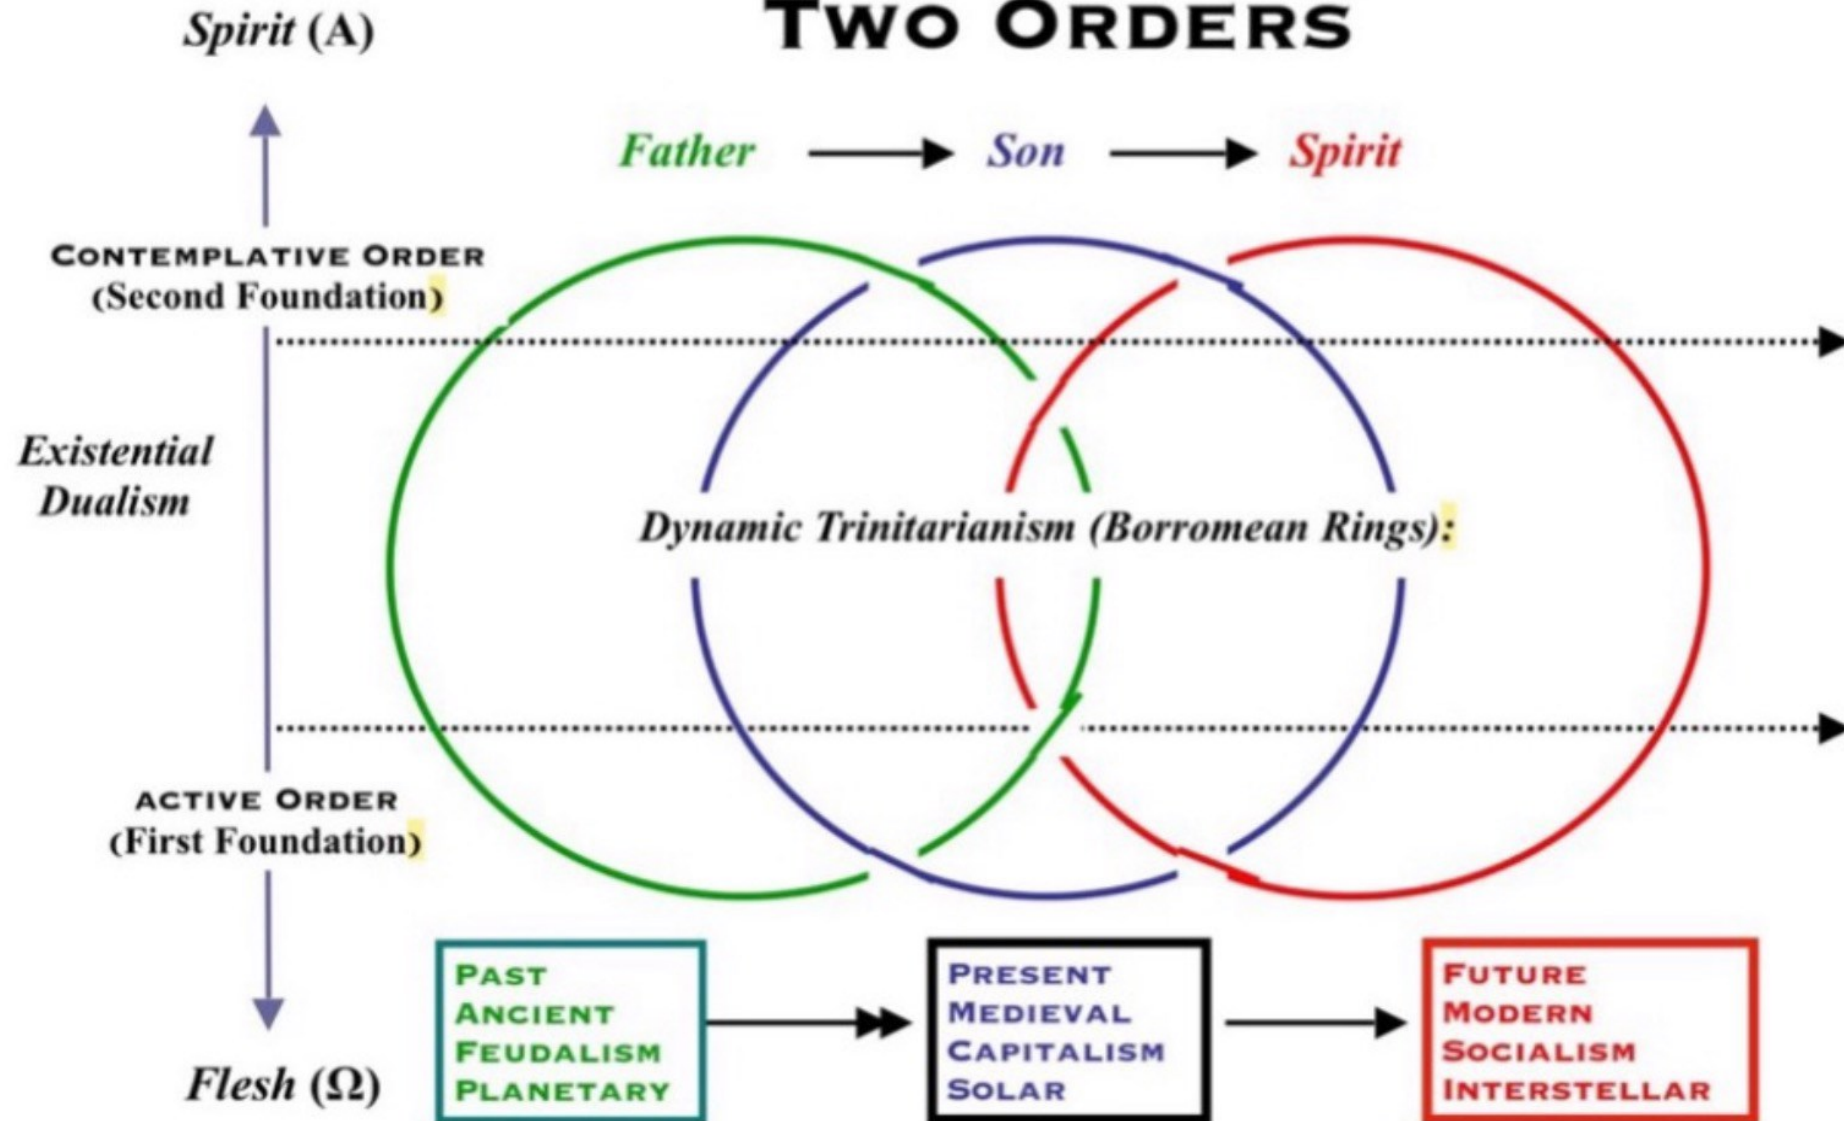 Spirit (A)
TWO ORDERS
Father
Son
Spirit
CONTEMPLATIVE ORDER
(Second Foundation)
Existential
Dualism
Dynamic Trinitarianism (Borromean Rings):
ACTIVE ORDER
(First Foundation)
Flesh (Ω)
PAST
ANCIENT
FEUDALISM
PLANETARY
PRESENT
MEDIEVAL
CAPITALISM
SOLAR
FUTURE
MODERN
SOCIALISM
INTERSTELLAR